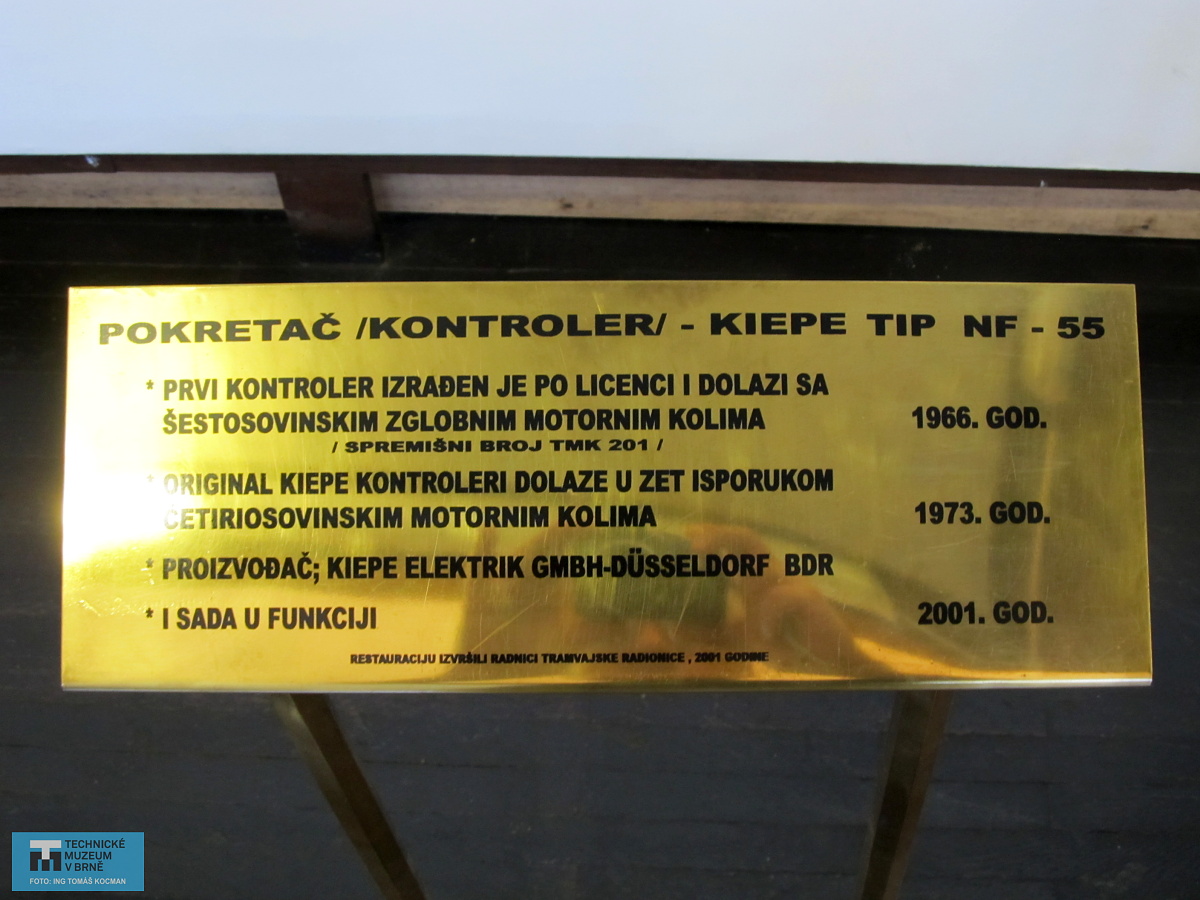 POKRETAČ /KONTROLER/ - KIEPE TIP NF - 55
* PRVI KONTROLER IZRAĐEN JE PO LICENCI I DOLAZI SA
ŠESTOSOVINSKIM ZGLOBNIM MOTORNIM KOLIMA 1966. GOD.
/ SPREMIŠNI BROJ TMK 201 /
* ORIGINAL KIEPE KONTROLERI DOLAZE U ZET ISPORUKOM
ČETIRIOSOVINSKIM MOTORNIM KOLIMA 1973. GOD.
* PROIZVOĐAČ; KIEPE ELEKTRIK GMBH-DÜSSELDORF BDR
* I SADA U FUNKCIJI 2001. GOD.
RESTAURACIJU IZVRŠILI RADNICI TRAMVAJSKE RADIONICE , 2001 GODINE
TECHNICKÉ
MUZEUM
V BRNĚ
FOTO: ING TOMÁŠ KOCMAN